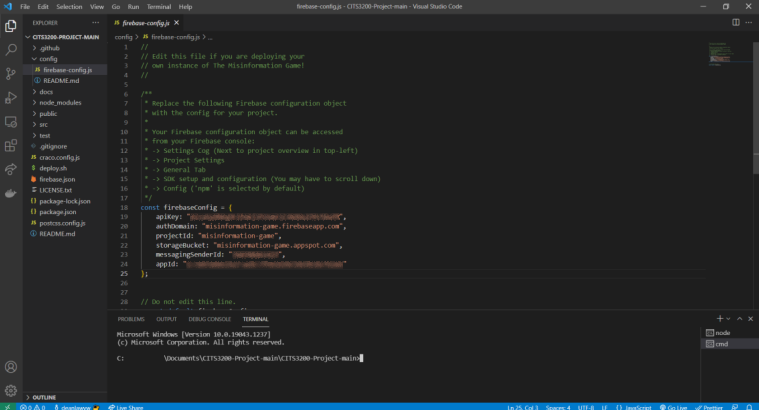 File Edit Selection View Go Run Terminal Help
firebase-config.js - CITS3200-Project-main - Visual Studio Code
EXPLORER
CITS3200-PROJECT-MAIN
.github
config
firebase-config.js
README.md
docs
node_modules
public
src
test
.gitignore
craco.config.js
deploy.sh
firebase.json
LICENSE.txt
package-lock.json
package.json
postcss.config.js
README.md
OUTLINE
firebase-config.js
config > firebase-config.js > ...
1 //
2 // Edit this file if you are deploying your
3 // own instance of The Misinformation Game!
4 //
5
6 /**
7 * Replace the following Firebase configuration object
8 * with the config for your project.
9 *
10 * Your Firebase configuration object can be accessed
11 * from your Firebase console:
12 * -> Settings Cog (Next to project overview in top-left)
13 * -> Project Settings
14 * -> General Tab
15 * -> SDK setup and configuration (You may have to scroll down)
16 * -> Config ('npm' is selected by default)
17 */
18 const firebaseConfig = {
19 apiKey: "
20 authDomain: "misinformation-game.firebaseapp.com",
21 projectId: "misinformation-game",
22 storageBucket: "misinformation-game.appspot.com",
23 messagingSenderId: "
24 appId: "
25 };
26
27
28 // Do not edit this line.
PROBLEMS OUTPUT DEBUG CONSOLE TERMINAL
Microsoft Windows [Version 10.0.19043.1237]
(c) Microsoft Corporation. All rights reserved.
C: \Documents\CITS3200-Project-main\CITS3200-Project-main>
node
cmd
0 0 deanlawww Live Share
Ln 25, Col 3 Spaces: 4 UTF-8 LF {} JavaScript Go Live Prettier